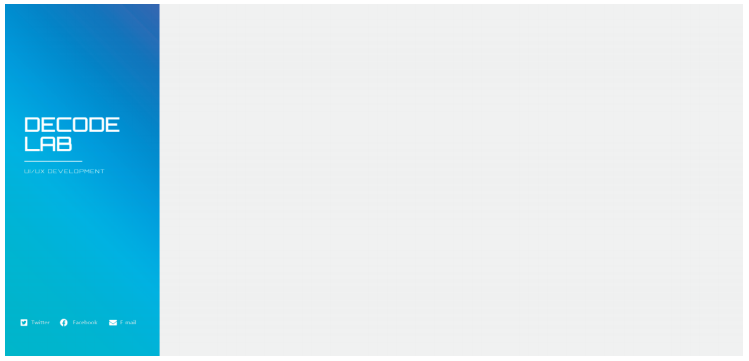 DECODE
LAB
UI/UX DEVELOPMENT
Twitter Facebook E-mail